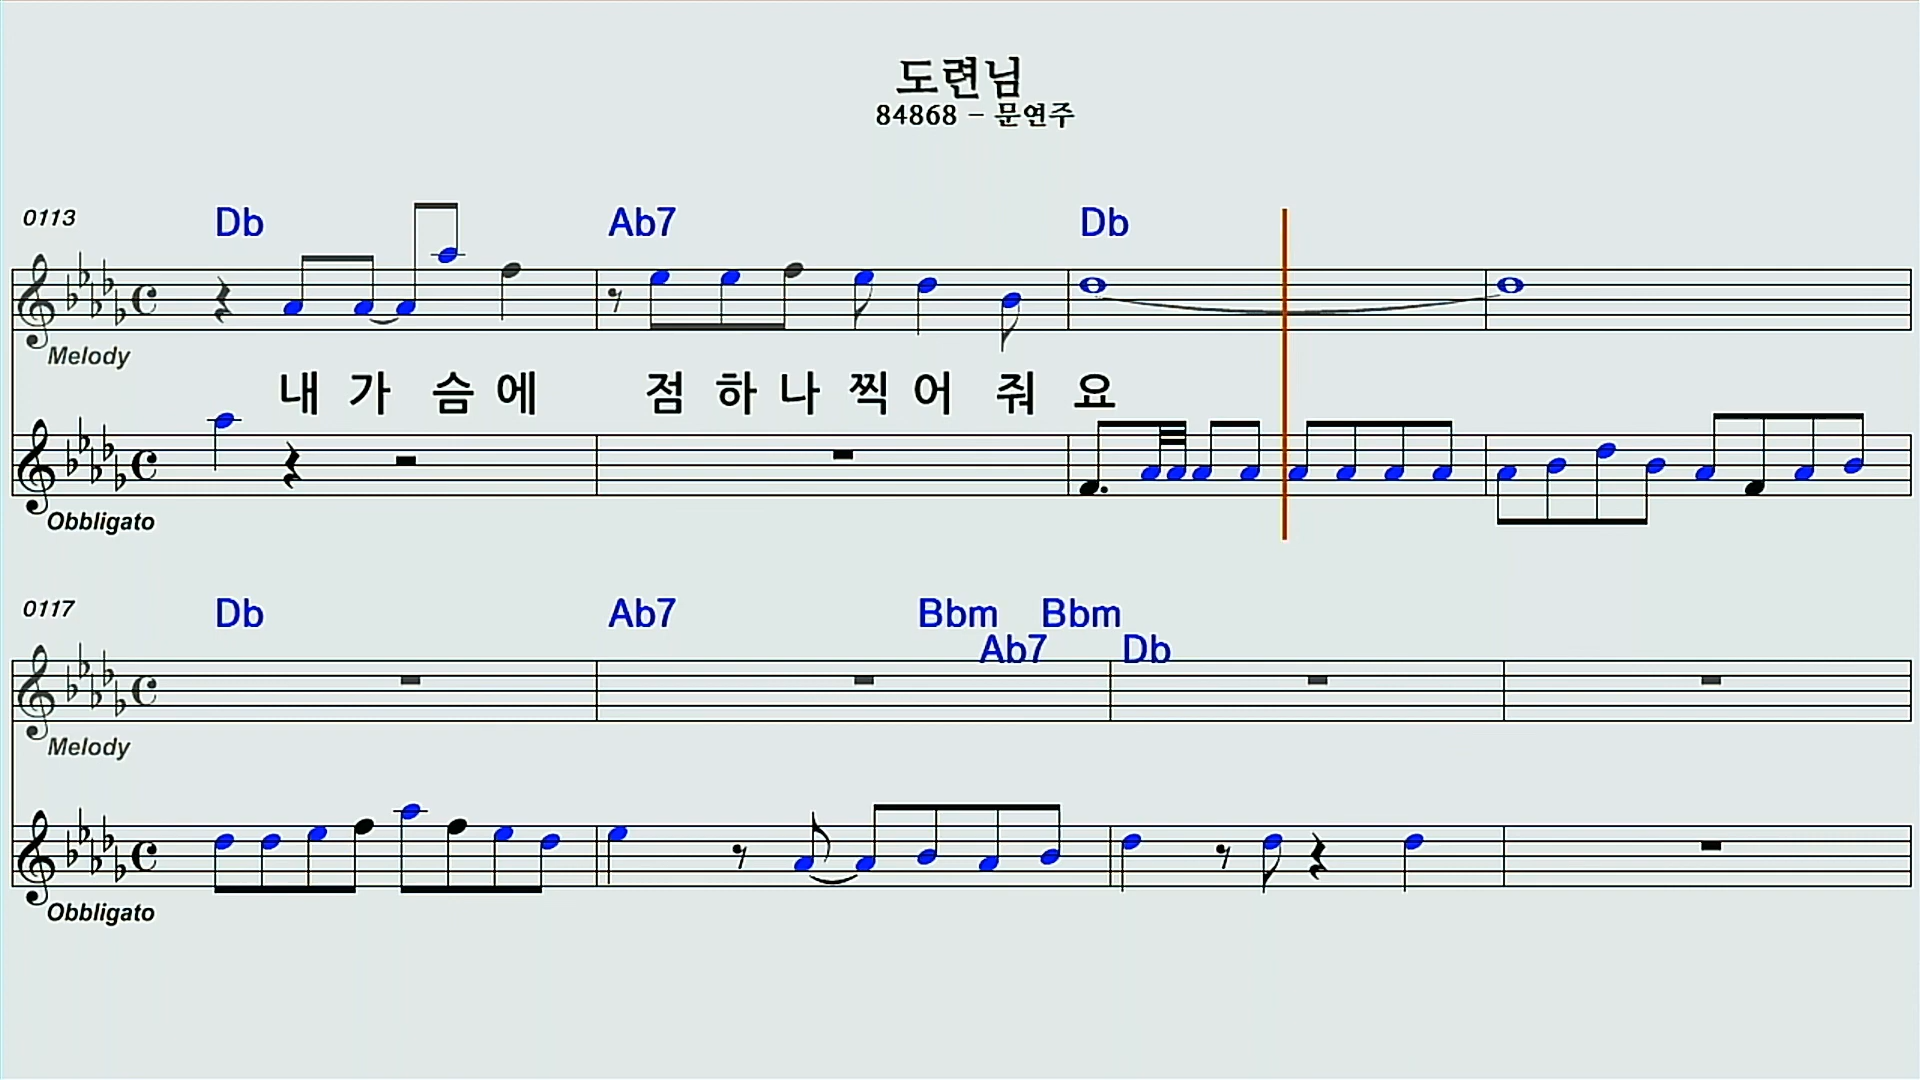 도련님
84868 - 문연주
0113
Db Ab7 Db
Melody
내 가 슴 에 점 하 나 찍 어 줘 요
Obbligato
0117
Db Ab7 Bbm Bbm
Ab7 Db
Melody
Obbligato